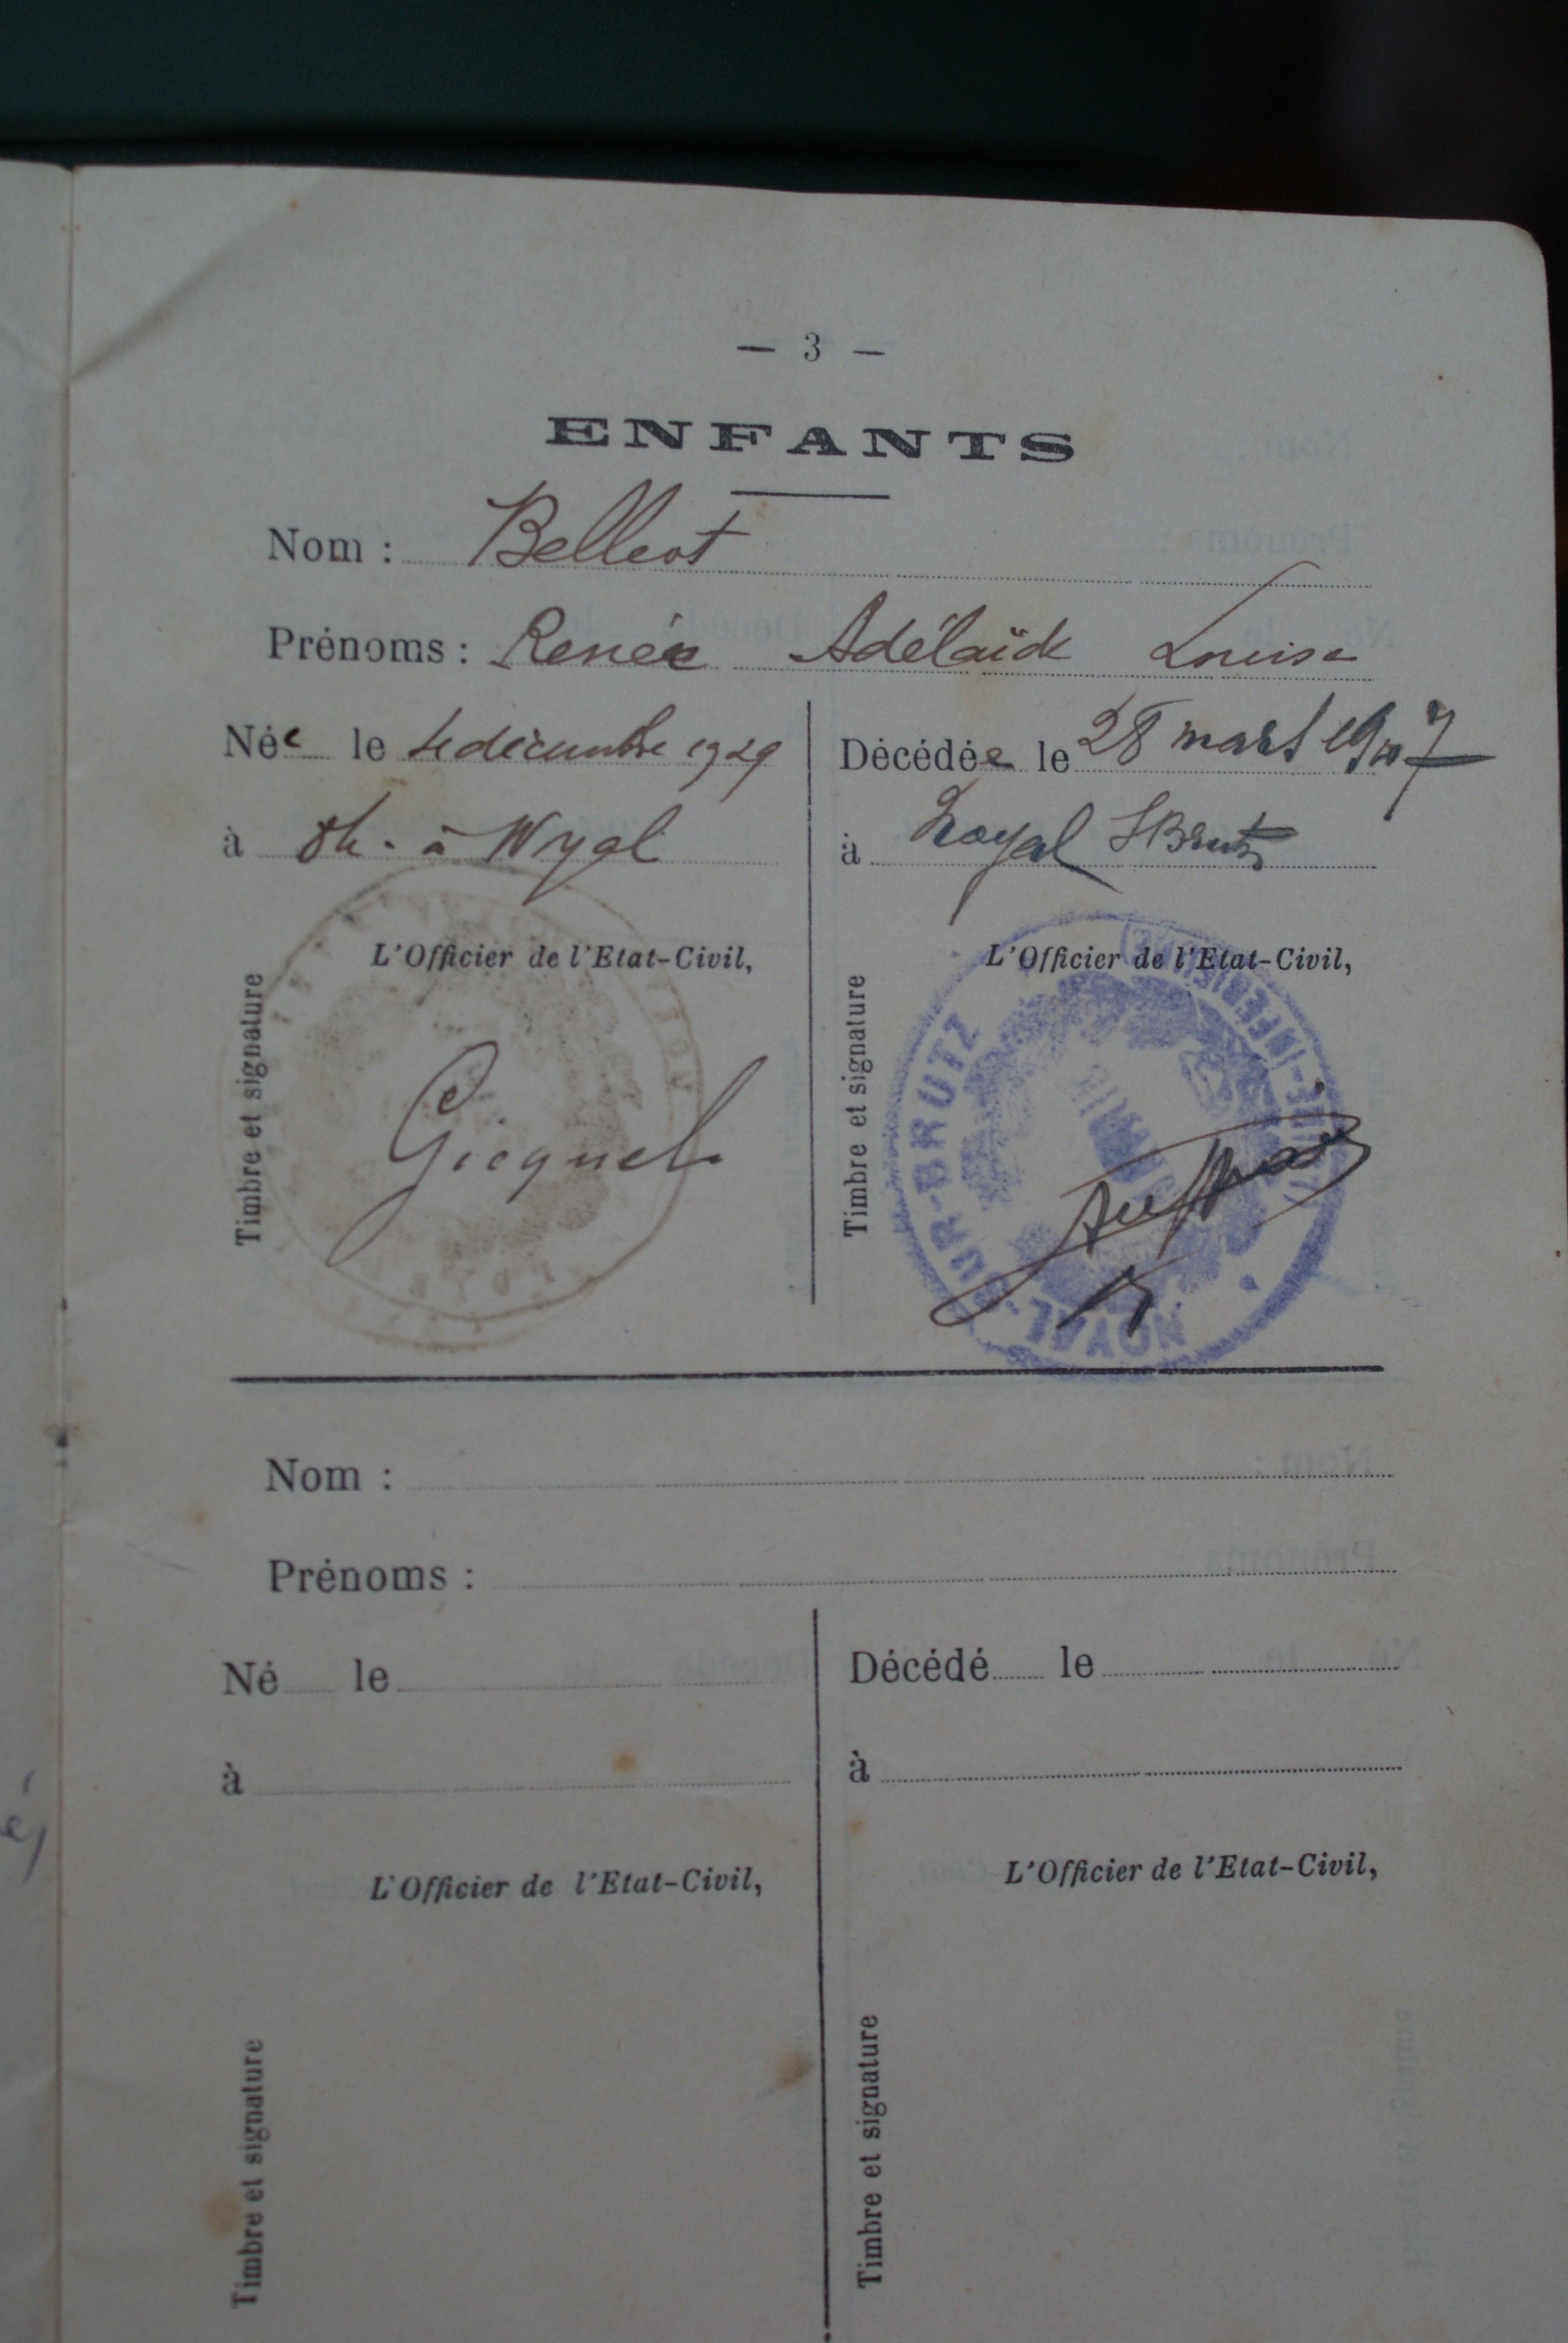 — 3 —
ENFANTS
Nom : Belleot
Prénoms : Renée Adélaïde Louise
Née le 4 décembre 1929
à 8h. à Nyal
L'Officier de l'Etat-Civil,
Timbre et signature
Gicquel
Décédée le 28 mars 1947
à Noyal S Brutz
L'Officier de l'Etat-Civil,
Timbre et signature
NOYAL-SUR-BRUTZ
MAIRIE
Nom :
Prénoms :
Né le
à
L'Officier de l'Etat-Civil,
Timbre et signature
Décédé le
à
L'Officier de l'Etat-Civil,
Timbre et signature